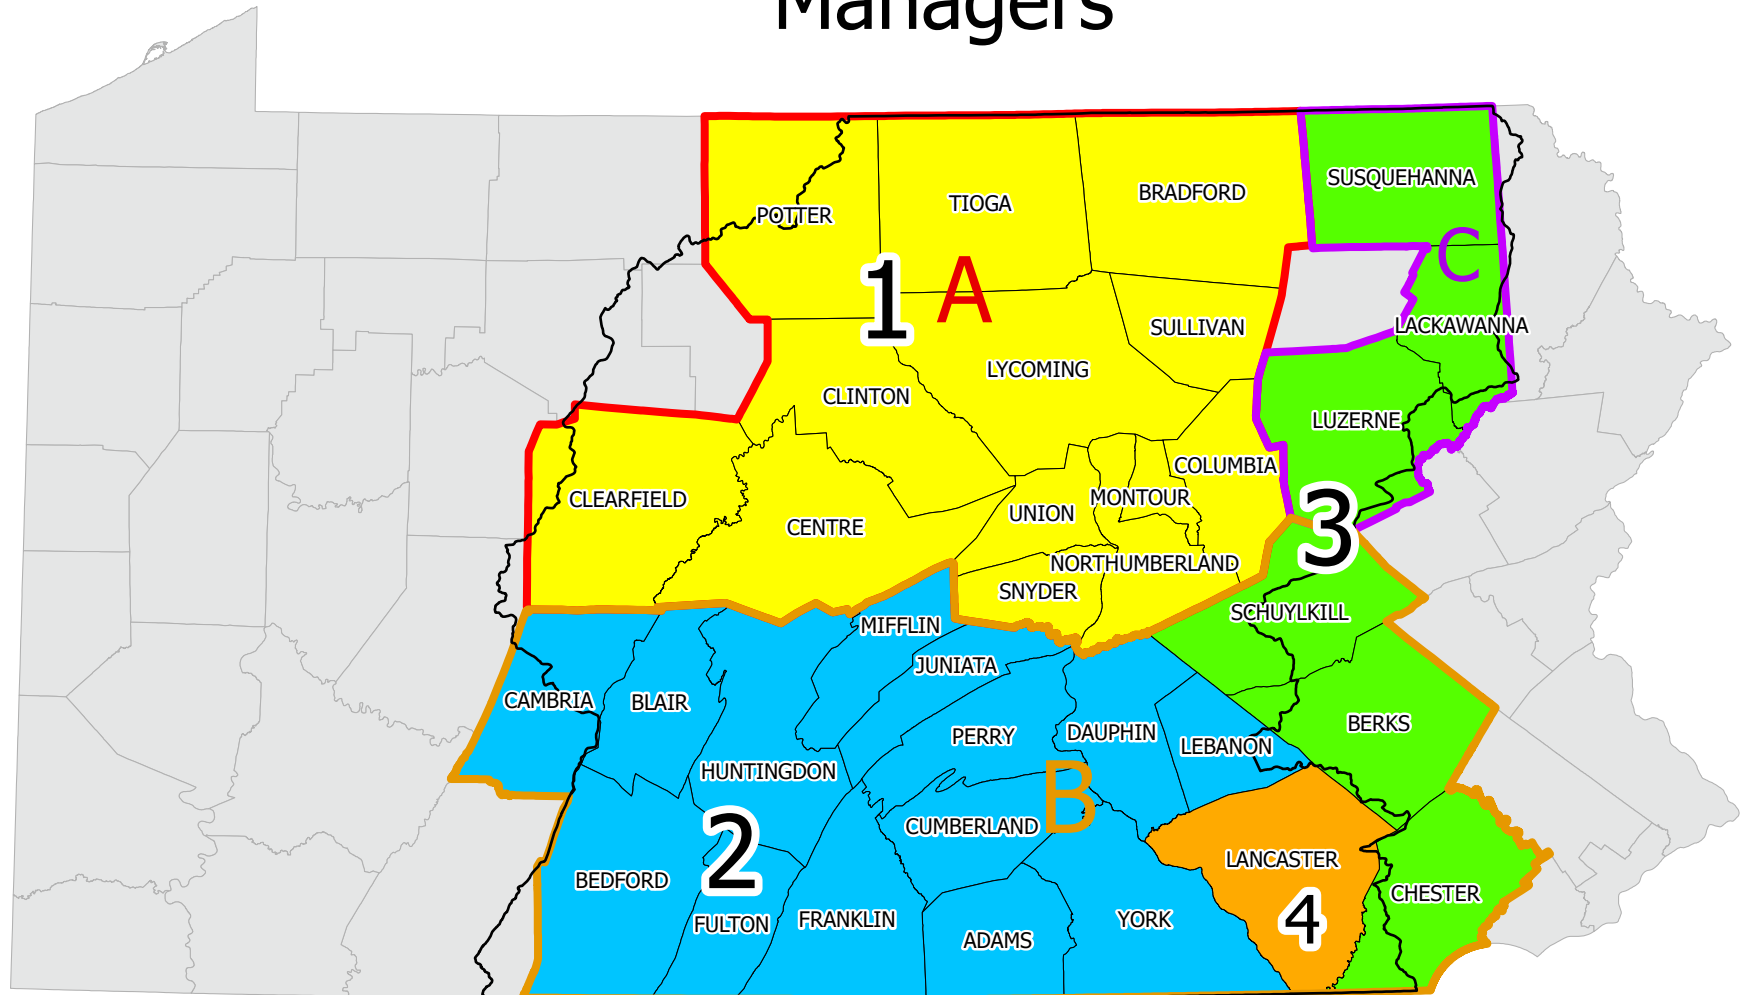 Managers
SUSQUEHANNA
BRADFORD
TIOGA
POTTER
C
1
A
SULLIVAN
LACKAWANNA
LYCOMING
CLINTON
LUZERNE
COLUMBIA
CLEARFIELD
MONTOUR
UNION
CENTRE
3
NORTHUMBERLAND
SNYDER
SCHUYLKILL
MIFFLIN
JUNIATA
CAMBRIA
BLAIR
BERKS
DAUPHIN
PERRY
LEBANON
HUNTINGDON
B
CUMBERLAND
2
LANCASTER
BEDFORD
CHESTER
4
FULTON
FRANKLIN
YORK
ADAMS